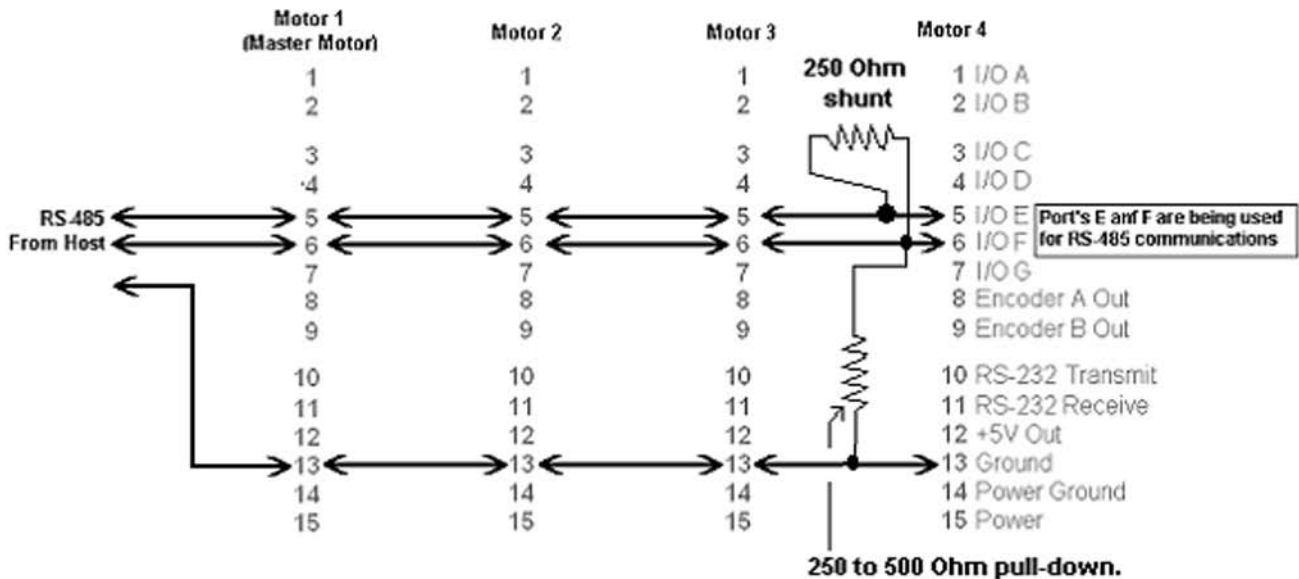 Motor 1
(Master Motor)
Motor 2
Motor 3
Motor 4
250 Ohm
shunt
1 1 1 1 I/O A
2 2 2 2 I/O B
3 3 3 3 I/O C
4 4 4 4 I/O D
RS-485 5 5 5 5 I/O E
From Host 6 6 6 6 I/O F
Port's E anf F are being used
for RS-485 communications
7 7 7 7 I/O G
8 8 8 8 Encoder A Out
9 9 9 9 Encoder B Out
10 10 10 10 RS-232 Transmit
11 11 11 11 RS-232 Receive
12 12 12 12 +5V Out
13 13 13 13 Ground
14 14 14 14 Power Ground
15 15 15 15 Power
250 to 500 Ohm pull-down.